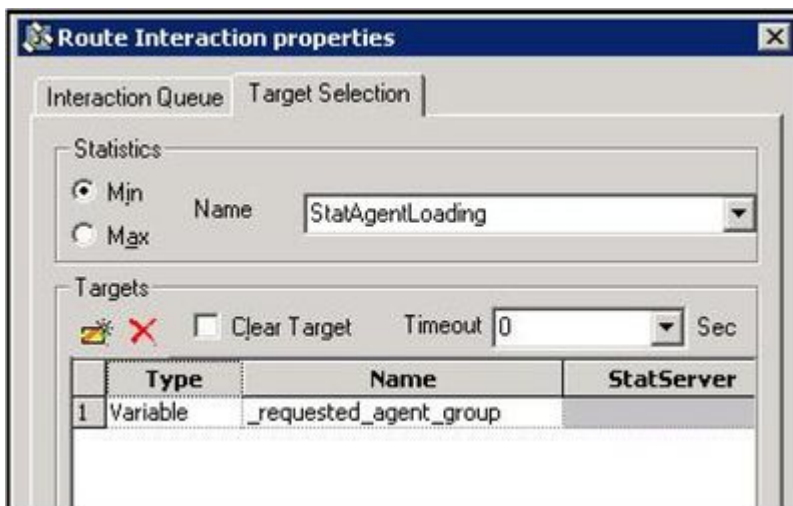 Route Interaction properties
Interaction Queue Target Selection
Statistics
Min
Name StatAgentLoading
Max
Targets
Clear Target Timeout 0 Sec
Type Name StatServer
1 Variable _requested_agent_group